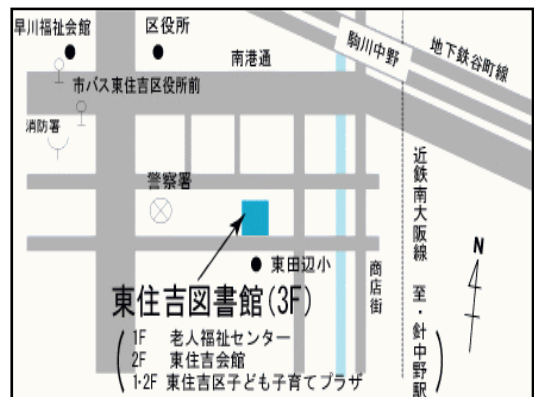 早川福祉会館
区役所
南港通
駒川中野
地下鉄谷町線
市バス東住吉区役所前
消防署
警察署
近鉄南大阪線 至・針中野駅
N
東田辺小
商店街
東住吉図書館(3F)
1F 老人福祉センター
2F 東住吉会館
1・2F 東住吉区子ども子育てプラザ